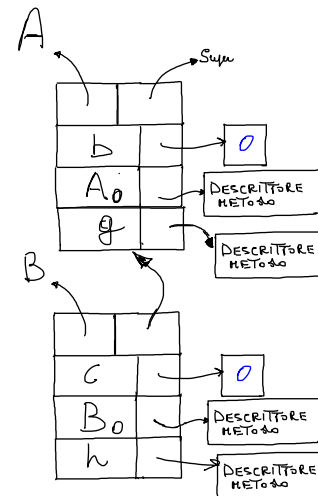 A
Super
b
0
A0
DESCRITTORE
METODO
g
DESCRITTORE
METODO
B
c
0
B0
DESCRITTORE
METODO
h
DESCRITTORE
METODO